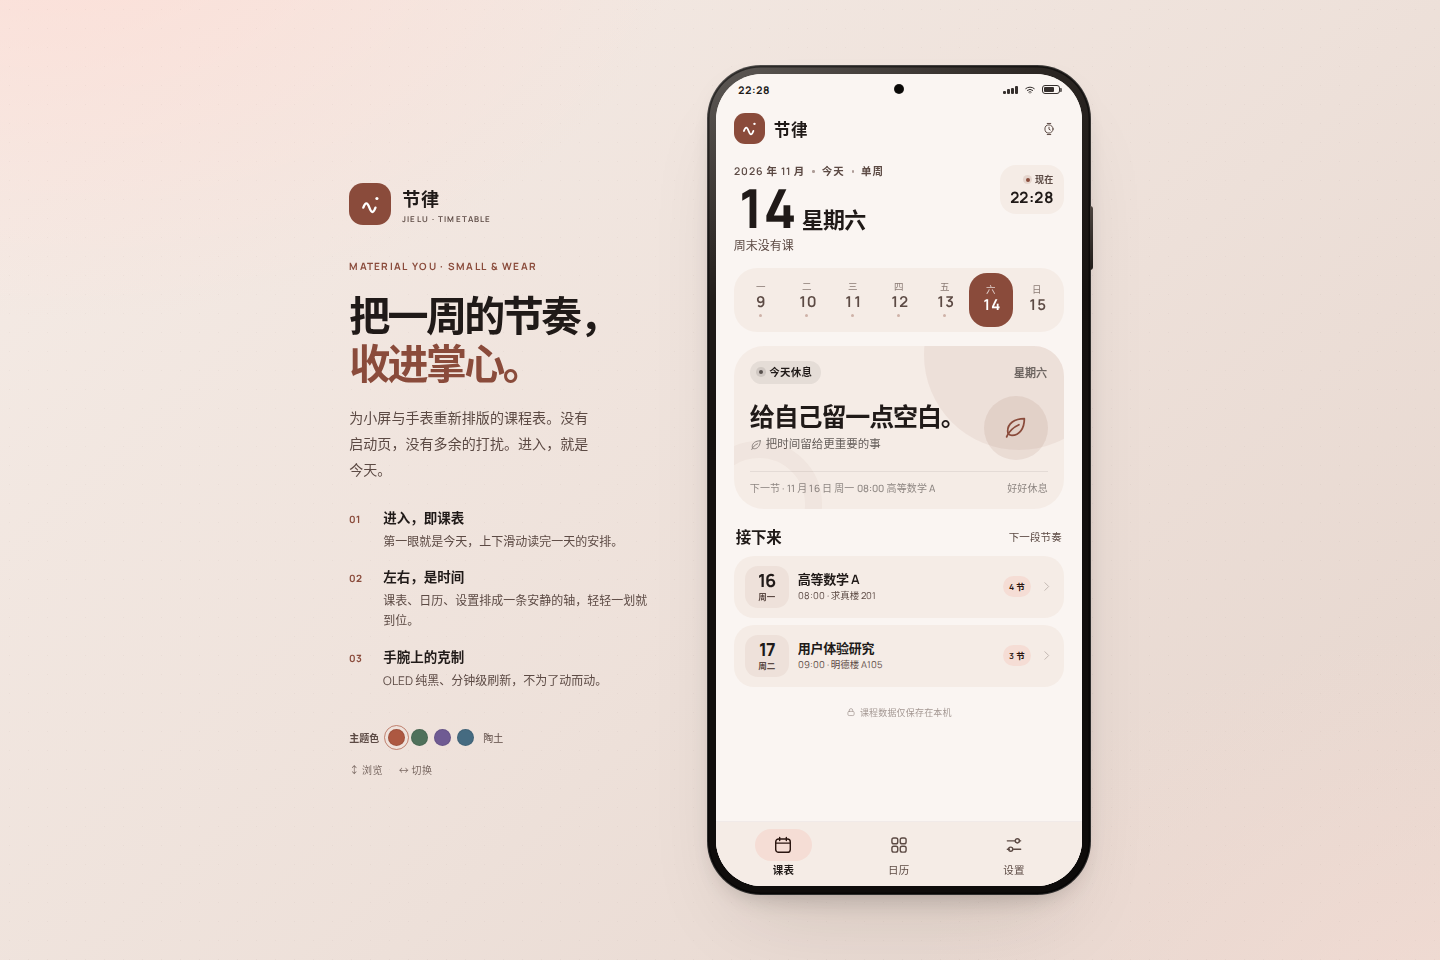 节律
JIELU · TIMETABLE
MATERIAL YOU · SMALL & WEAR
把一周的节奏，
收进掌心。
为小屏与手表重新排版的课程表。没有
启动页，没有多余的打扰。进入，就是
今天。
01 进入，即课表
第一眼就是今天，上下滑动读完一天的安排。
02 左右，是时间
课表、日历、设置排成一条安静的轴，轻轻一划就
到位。
03 手腕上的克制
OLED 纯黑、分钟级刷新，不为了动而动。
主题色 陶土
↕ 浏览 ↔ 切换
22:28
节律
2026 年 11 月 • 今天 • 单周
现在
22:28
14 星期六
周末没有课
一 二 三 四 五 六 日
9 10 11 12 13 14 15
今天休息 星期六
给自己留一点空白。
把时间留给更重要的事
下一节 · 11 月 16 日 周一 08:00 高等数学 A 好好休息
接下来 下一段节奏
16 高等数学 A 4 节
周一 08:00 · 求真楼 201
17 用户体验研究 3 节
周二 09:00 · 明德楼 A105
课程数据仅保存在本机
课表 日历 设置